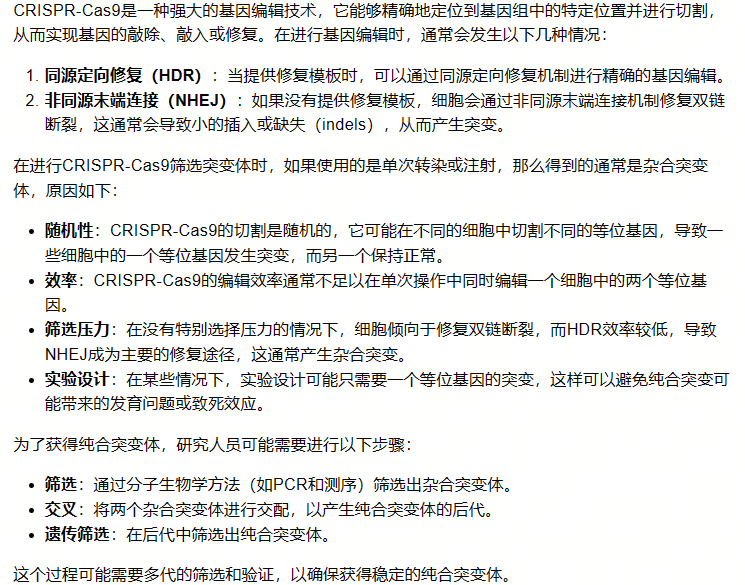 CRISPR-Cas9是一种强大的基因编辑技术，它能够精确地定位到基因组中的特定位置并进行切割，
从而实现基因的敲除、敲入或修复。在进行基因编辑时，通常会发生以下几种情况：
1. 同源定向修复（HDR）：当提供修复模板时，可以通过同源定向修复机制进行精确的基因编辑。
2. 非同源末端连接（NHEJ）：如果没有提供修复模板，细胞会通过非同源末端连接机制修复双链
断裂，这通常会导致小的插入或缺失（indels），从而产生突变。
在进行CRISPR-Cas9筛选突变体时，如果使用的是单次转染或注射，那么得到的通常是杂合突变
体，原因如下：
• 随机性：CRISPR-Cas9的切割是随机的，它可能在不同的细胞中切割不同的等位基因，导致一
些细胞中的一个等位基因发生突变，而另一个保持正常。
• 效率：CRISPR-Cas9的编辑效率通常不足以在单次操作中同时编辑一个细胞中的两个等位基
因。
• 筛选压力：在没有特别选择压力的情况下，细胞倾向于修复双链断裂，而HDR效率较低，导致
NHEJ成为主要的修复途径，这通常产生杂合突变。
• 实验设计：在某些情况下，实验设计可能只需要一个等位基因的突变，这样可以避免纯合突变可
能带来的发育问题或致死效应。
为了获得纯合突变体，研究人员可能需要进行以下步骤：
• 筛选：通过分子生物学方法（如PCR和测序）筛选出杂合突变体。
• 交叉：将两个杂合突变体进行交配，以产生纯合突变体的后代。
• 遗传筛选：在后代中筛选出纯合突变体。
这个过程可能需要多代的筛选和验证，以确保获得稳定的纯合突变体。